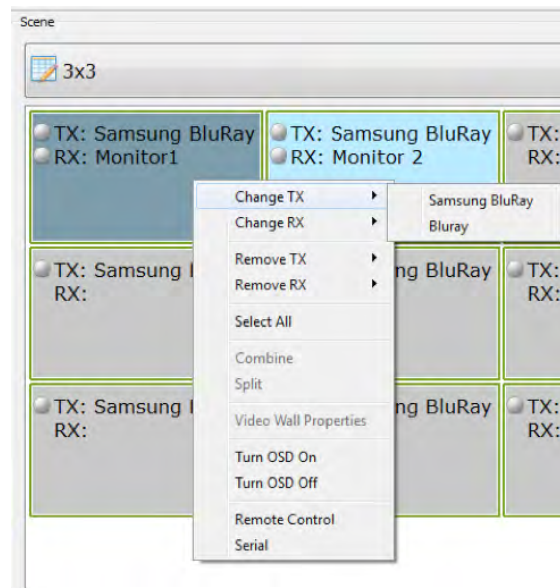 Scene
3x3
TX: Samsung BluRay
RX: Monitor1
TX: Samsung BluRay
RX: Monitor 2
TX:
RX:
Change TX
Change RX
Remove TX
Remove RX
Select All
Combine
Split
Video Wall Properties
Turn OSD On
Turn OSD Off
Remote Control
Serial
Samsung BluRay
Bluray
TX: Samsung
RX:
BluRay
TX:
RX:
TX: Samsung
RX:
BluRay
TX:
RX: